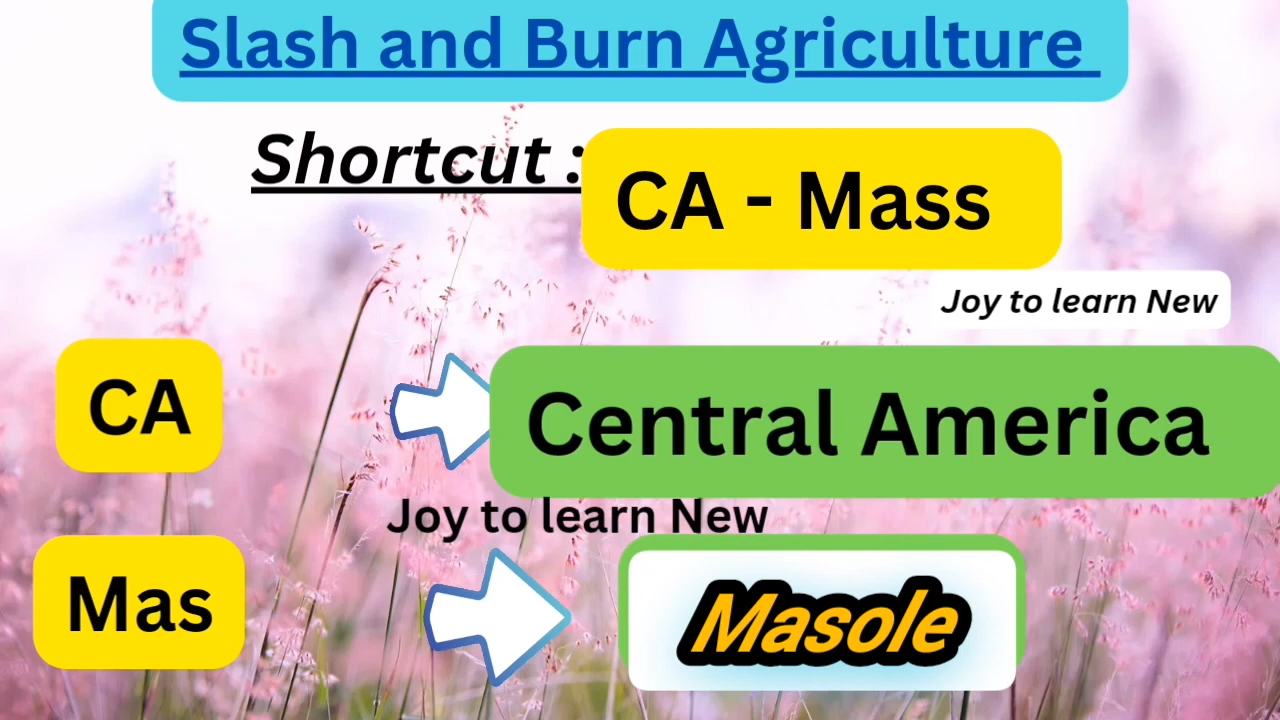 Slash and Burn Agriculture
Shortcut :
CA - Mass
Joy to learn New
CA
Central America
Joy to learn New
Mas
Masole